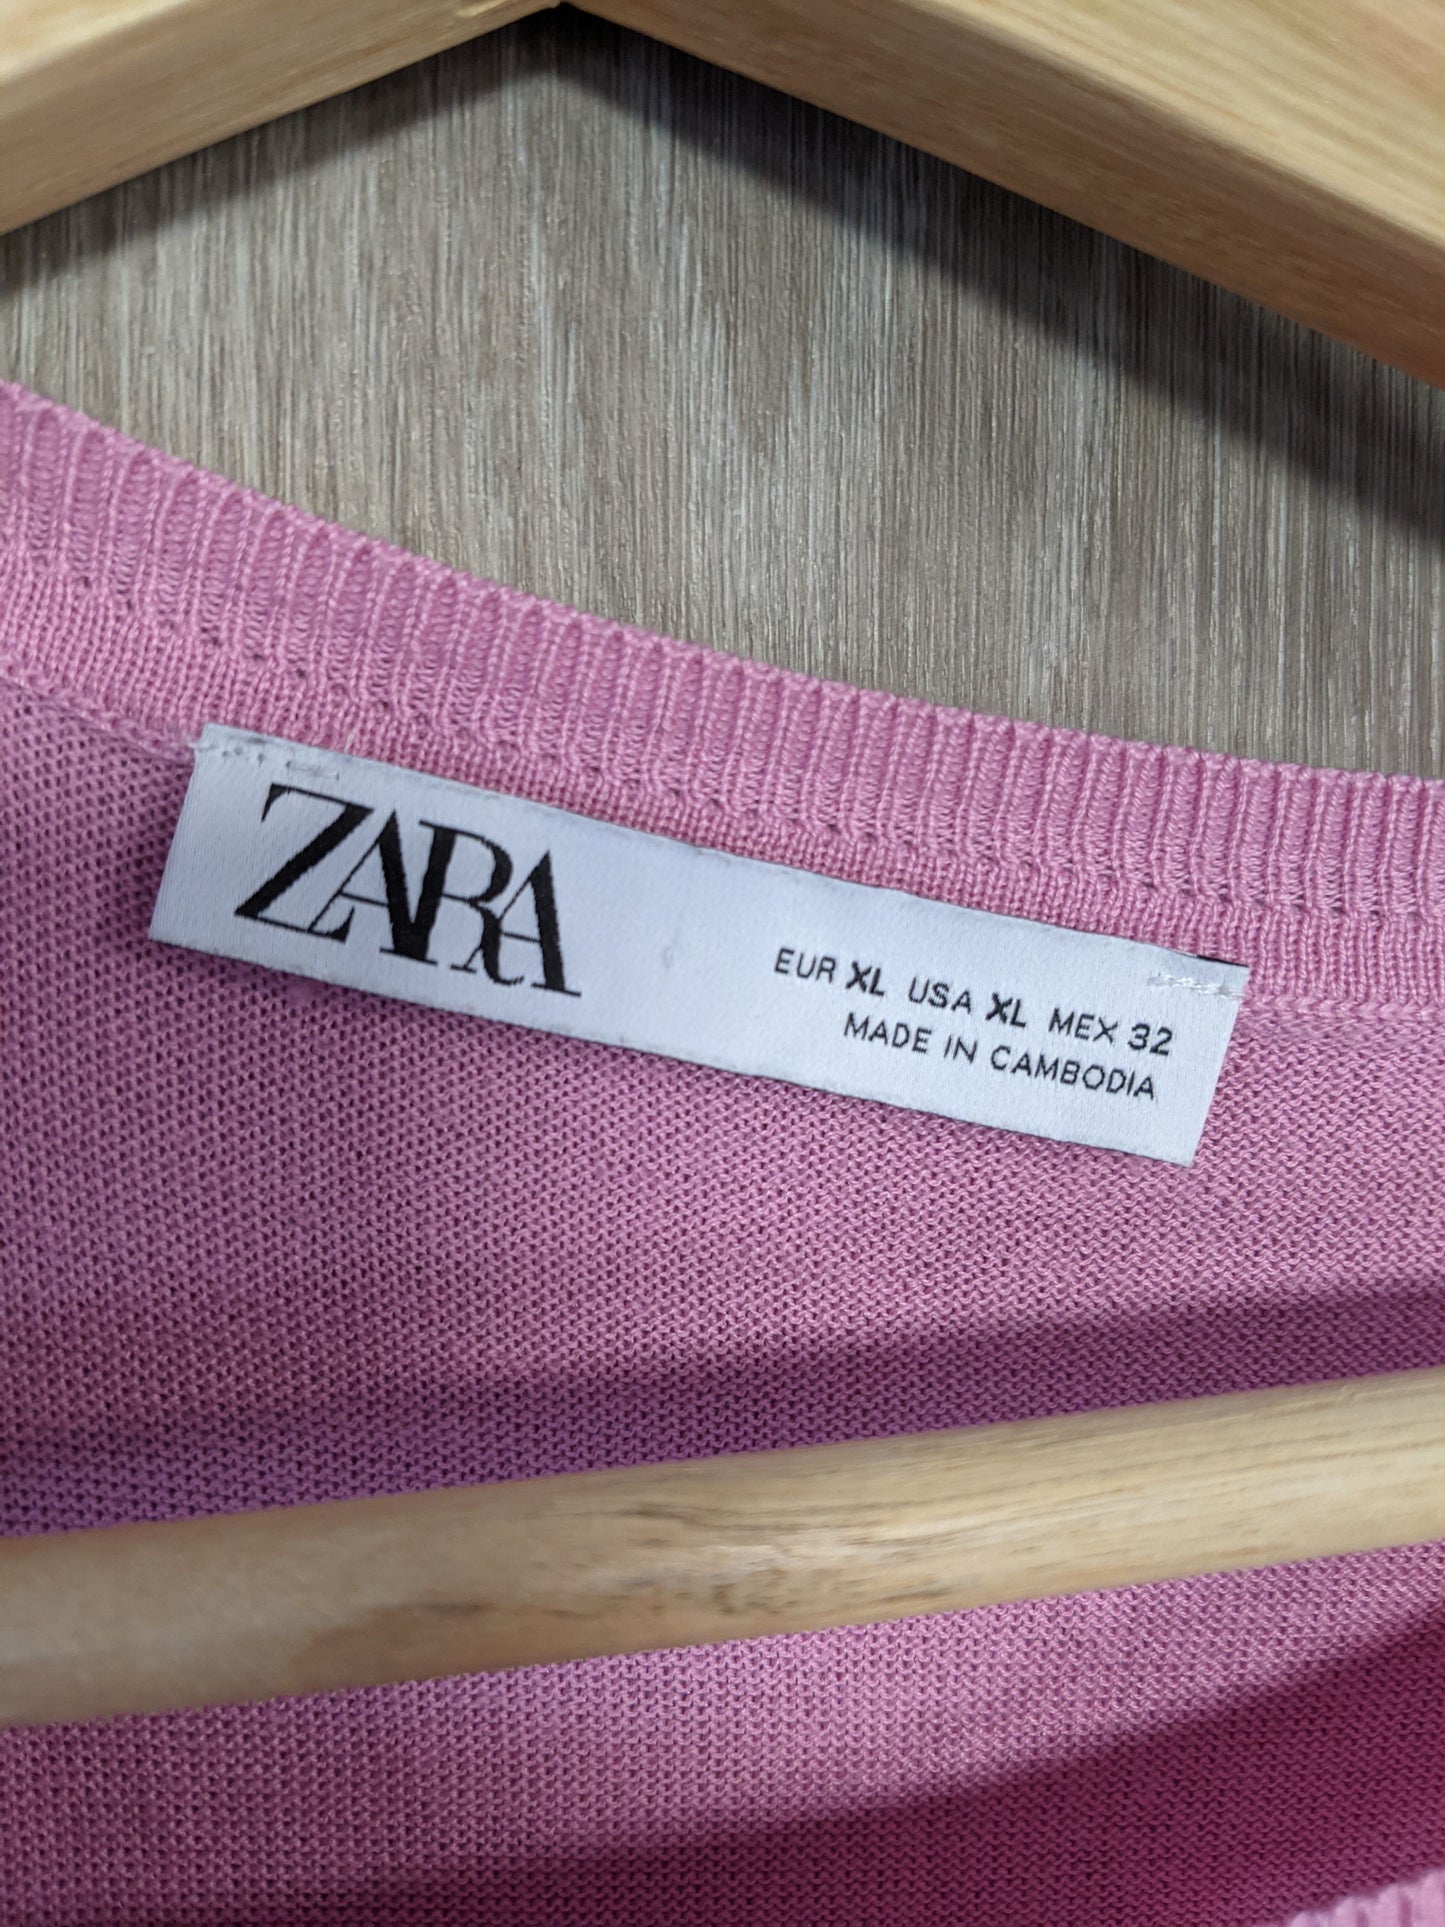 ZARA
EUR XL USA XL MEX 32
MADE IN CAMBODIA